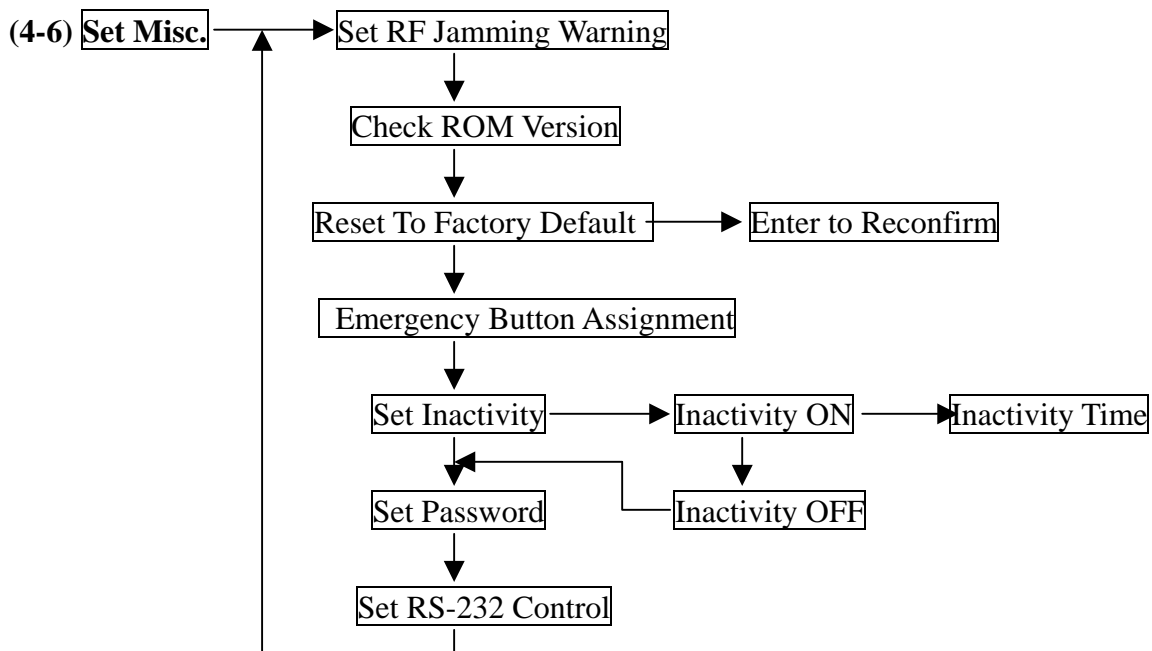 (4-6) Set Misc. Set RF Jamming Warning
Check ROM Version
Reset To Factory Default Enter to Reconfirm
Emergency Button Assignment
Set Inactivity Inactivity ON Inactivity Time
Set Password Inactivity OFF
Set RS-232 Control